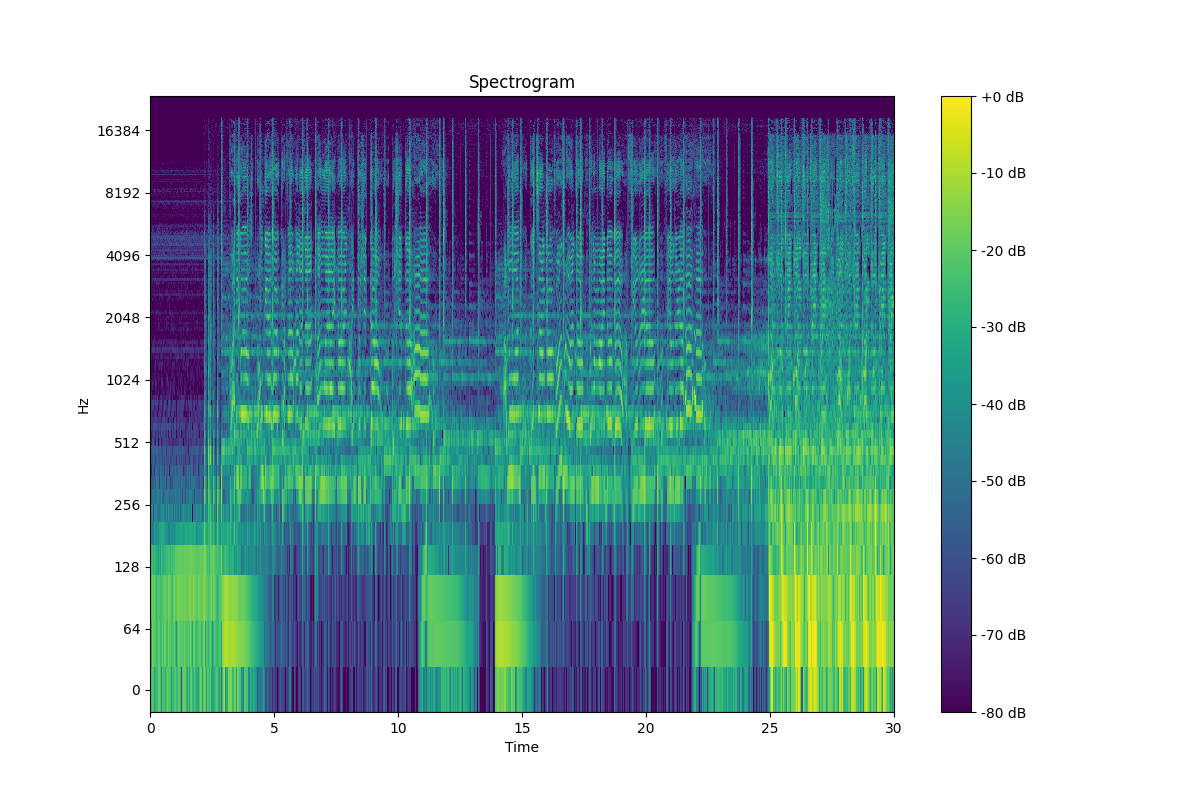 Spectrogram
Hz
16384
8192
4096
2048
1024
512
256
128
64
0
0
5
10
15
20
25
30
Time
+0 dB
-10 dB
-20 dB
-30 dB
-40 dB
-50 dB
-60 dB
-70 dB
-80 dB